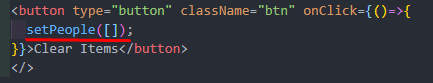 <button type="button" className="btn" onClick={()=>{
  setPeople([]);
}}>Clear Items</button>
</>